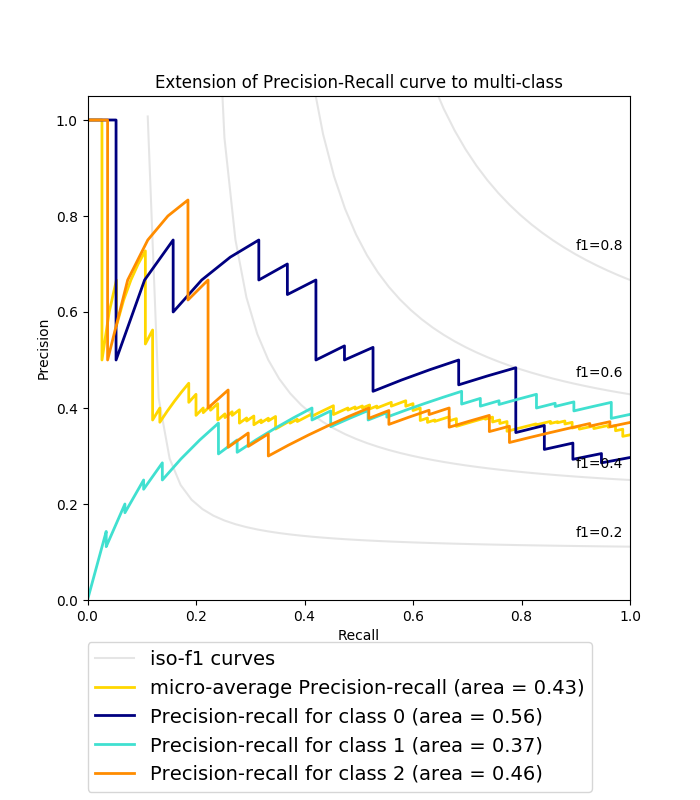 Extension of Precision-Recall curve to multi-class
1.0
0.8
0.6
0.4
0.2
0.0
Precision
f1=0.8
f1=0.6
f1=0.4
f1=0.2
0.0 0.2 0.4 0.6 0.8 1.0
Recall
iso-f1 curves
micro-average Precision-recall (area = 0.43)
Precision-recall for class 0 (area = 0.56)
Precision-recall for class 1 (area = 0.37)
Precision-recall for class 2 (area = 0.46)